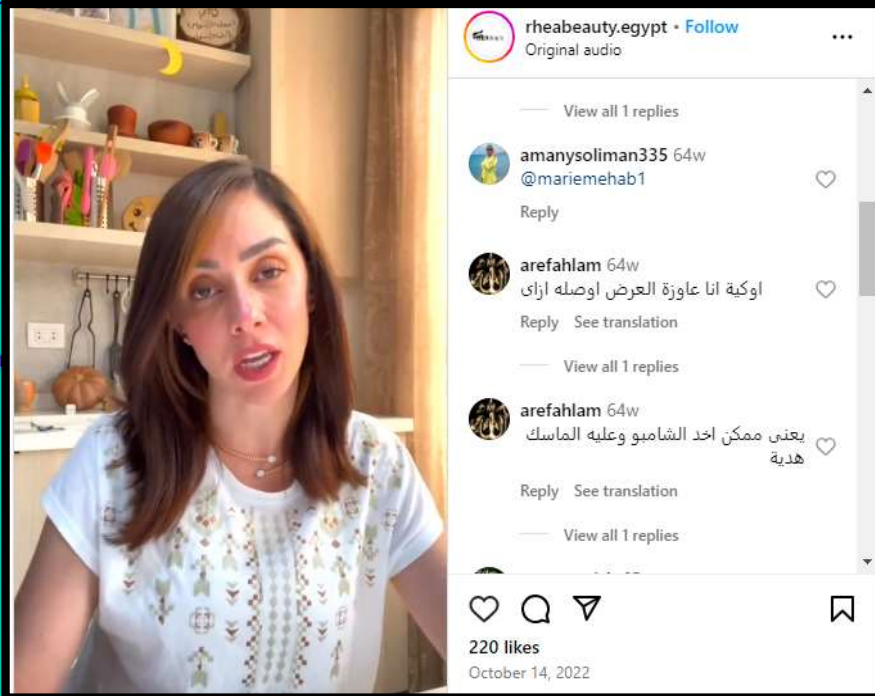 rheabeauty.egypt • Follow
Original audio
View all 1 replies
amanysoliman335 64w
@mariemehab1
Reply
arefahlam 64w
اوكية انا عاوزة العرض اوصله ازاى
Reply See translation
View all 1 replies
arefahlam 64w
يعنى ممكن اخد الشامبو وعليه الماسك
هدية
Reply See translation
View all 1 replies
220 likes
October 14, 2022